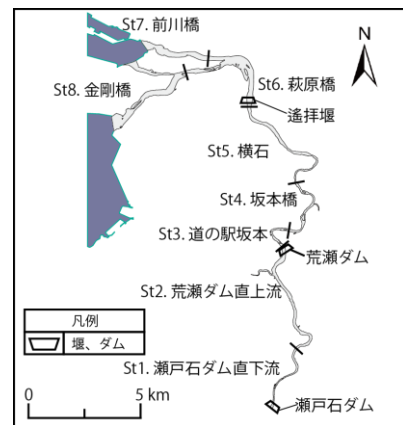 St7. 前川橋
N
St8. 金剛橋
St6. 萩原橋
遙拝堰
St5. 横石
St4. 坂本橋
St3. 道の駅坂本
荒瀬ダム
St2. 荒瀬ダム直上流
凡例
堰、ダム
St1. 瀬戸石ダム直下流
0 5 km
瀬戸石ダム